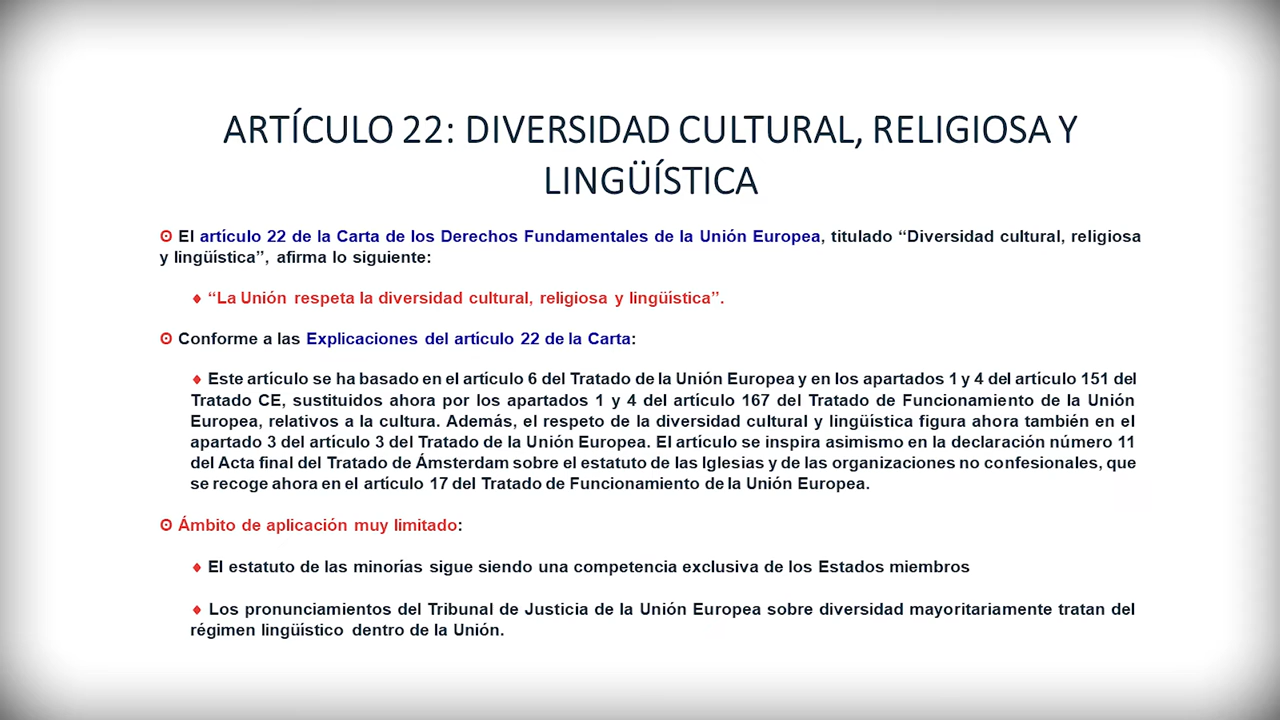 ARTÍCULO 22: DIVERSIDAD CULTURAL, RELIGIOSA Y
LINGÜÍSTICA
ʘ El artículo 22 de la Carta de los Derechos Fundamentales de la Unión Europea, titulado “Diversidad cultural, religiosa
y lingüística”, afirma lo siguiente:
♦ “La Unión respeta la diversidad cultural, religiosa y lingüística”.
ʘ Conforme a las Explicaciones del artículo 22 de la Carta:
♦ Este artículo se ha basado en el artículo 6 del Tratado de la Unión Europea y en los apartados 1 y 4 del artículo 151 del
Tratado CE, sustituidos ahora por los apartados 1 y 4 del artículo 167 del Tratado de Funcionamiento de la Unión
Europea, relativos a la cultura. Además, el respeto de la diversidad cultural y lingüística figura ahora también en el
apartado 3 del artículo 3 del Tratado de la Unión Europea. El artículo se inspira asimismo en la declaración número 11
del Acta final del Tratado de Ámsterdam sobre el estatuto de las Iglesias y de las organizaciones no confesionales, que
se recoge ahora en el artículo 17 del Tratado de Funcionamiento de la Unión Europea.
ʘ Ámbito de aplicación muy limitado:
♦ El estatuto de las minorías sigue siendo una competencia exclusiva de los Estados miembros
♦ Los pronunciamientos del Tribunal de Justicia de la Unión Europea sobre diversidad mayoritariamente tratan del
régimen lingüistico dentro de la Unión.